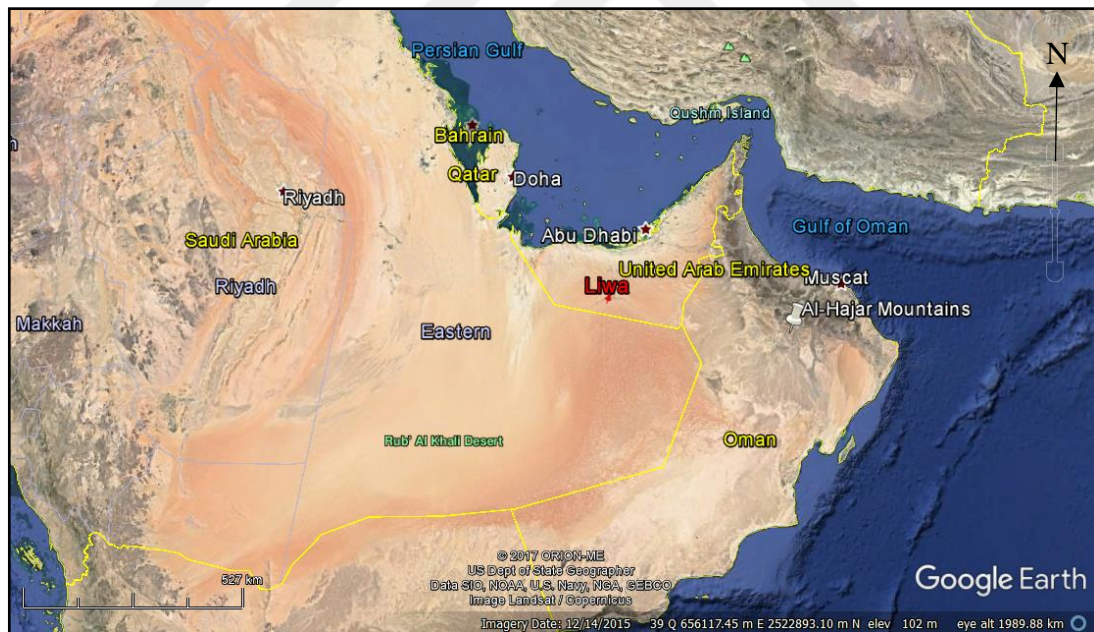 Persian Gulf
N
Qushm Island
Bahrain
Qatar
Doha
Riyadh
Abu Dhabi
Gulf of Oman
Saudi Arabia
United Arab Emirates
Riyadh
Liwa
Muscat
Al-Hajar Mountains
Makkah
Eastern
Rub' Al Khali Desert
Oman
© 2017 ORION-ME
US Dept of State Geographer
Data SIO, NOAA, U.S. Navy, NGA, GEBCO
Image Landsat / Copernicus
527 km
Google Earth
Imagery Date: 12/14/2015 39 Q 656117.45 m E 2522893.10 m N elev 102 m eye alt 1989.88 km